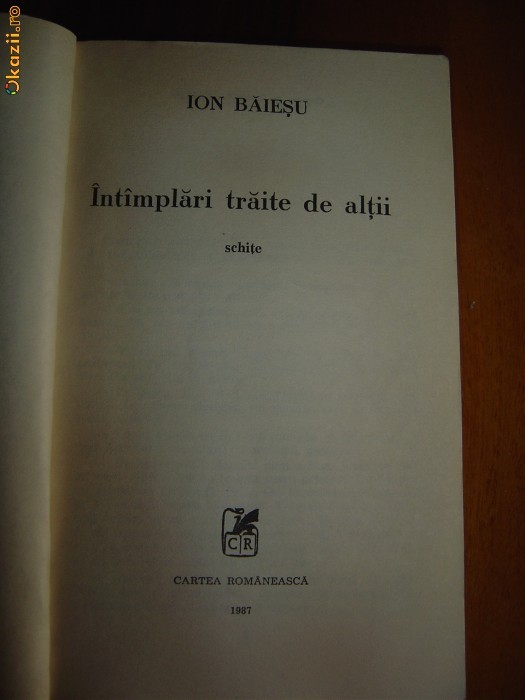 Okazii.ro
ION BĂIEȘU
Întîmplări trăite de alții
schițe
CR
CARTEA ROMÂNEASCĂ
1987